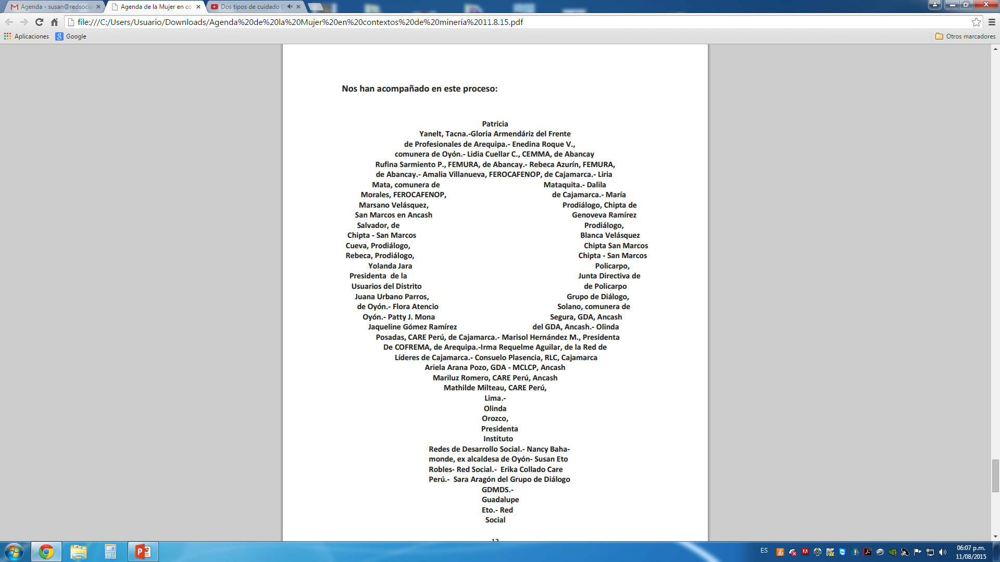 Agenda - susan@redsocia
Agenda de la Mujer en co
Dos tipos de cuidado [
file:///C:/Users/Usuario/Downloads/Agenda%20de%20la%20Mujer%20en%20contextos%20de%20minería%2011.8.15.pdf
Aplicaciones Google Otros marcadores
Nos han acompañado en este proceso:
Patricia
Yanelt, Tacna.-Gloria Armendáriz del Frente
de Profesionales de Arequipa.- Enedina Roque V.,
comunera de Oyón.- Lidia Cuellar C., CEMMA, de Abancay
Rufina Sarmiento P., FEMURA, de Abancay.- Rebeca Azurín, FEMURA,
de Abancay.- Amalia Villanueva, FEROCAFENOP, de Cajamarca.- Liria
Mata, comunera de Mataquita.- Dalila
Morales, FEROCAFENOP, de Cajamarca.- María
Marsano Velásquez, Prodiálogo, Chipta de
San Marcos en Ancash Genoveva Ramírez
Salvador, de Prodiálogo,
Chipta - San Marcos Blanca Velásquez
Cueva, Prodiálogo, Chipta San Marcos
Rebeca, Prodiálogo, Chipta - San Marcos
Yolanda Jara Policarpo,
Presidenta de la Junta Directiva de
Usuarios del Distrito de Policarpo
Juana Urbano Parros, Grupo de Diálogo,
de Oyón.- Flora Atencio Solano, comunera de
Oyón.- Patty J. Mona Segura, GDA, Ancash
Jaqueline Gómez Ramírez del GDA, Ancash.- Olinda
Posadas, CARE Perú, de Cajamarca.- Marisol Hernández M., Presidenta
De COFREMA, de Arequipa.-Irma Requelme Aguilar, de la Red de
Líderes de Cajamarca.- Consuelo Plasencia, RLC, Cajamarca
Ariela Arana Pozo, GDA - MCLCP, Ancash
Mariluz Romero, CARE Perú, Ancash
Mathilde Milteau, CARE Perú,
Lima.-
Olinda
Orozco,
Presidenta
Instituto
Redes de Desarrollo Social.- Nancy Baha-
monde, ex alcaldesa de Oyón- Susan Eto
Robles- Red Social.- Erika Collado Care
Perú.- Sara Aragón del Grupo de Diálogo
GDMDS.-
Guadalupe
Eto.- Red
Social
12
ES
06:07 p.m.
11/08/2015